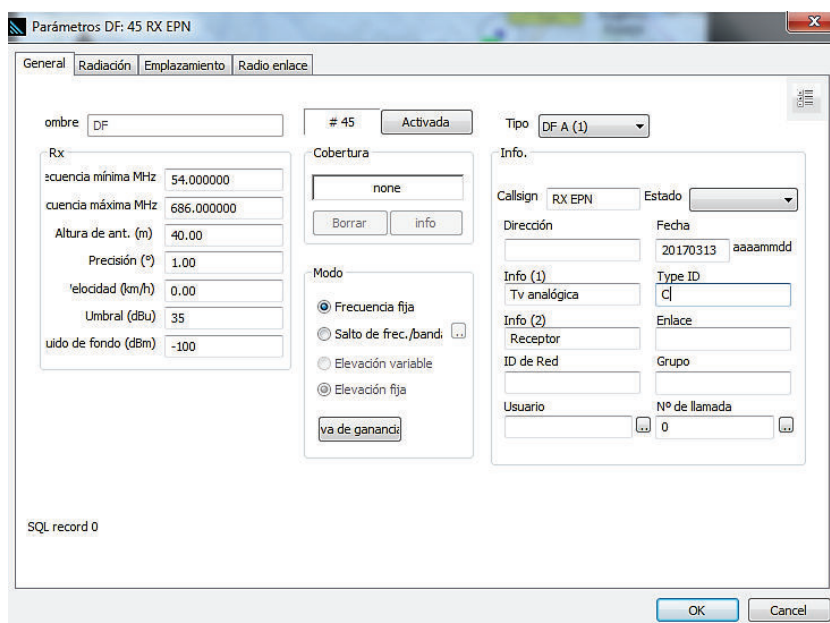 Parámetros DF: 45 RX EPN
General Radiación Emplazamiento Radio enlace
ombre DF # 45 Activada Tipo DF A (1)
Rx
ecuencia mínima MHz 54.000000
cuencia máxima MHz 686.000000
Altura de ant. (m) 40.00
Precisión (º) 1.00
elocidad (km/h) 0.00
Umbral (dBu) 35
uido de fondo (dBm) -100
Cobertura
none
Borrar info
Modo
Frecuencia fija
Salto de frec./banda ..
Elevación variable
Elevación fija
va de ganancia
Info.
Callsign RX EPN Estado
Dirección Fecha
20170313 aaaammdd
Info (1) Type ID
Tv analógica C
Info (2) Enlace
Receptor
ID de Red Grupo
Usuario Nº de llamada
.. 0 ..
SQL record 0
OK Cancel